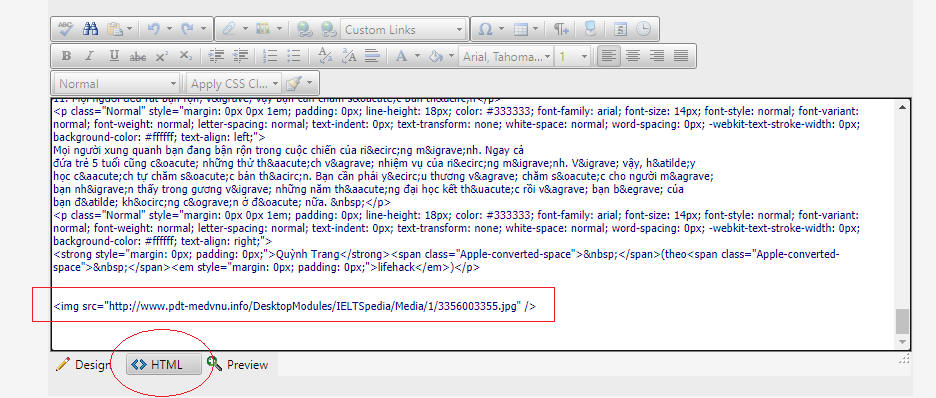 Custom Links
B I U abc x² x₂ A Arial, Tahoma... 1
Normal Apply CSS Cl...
11. Mọi người đều rất bận rộn, v&agrave; vậy bạn cần chăm s&oacute;c bản th&acirc;n</p>
<p class="Normal" style="margin: 0px 0px 1em; padding: 0px; line-height: 18px; color: #333333; font-family: arial; font-size: 14px; font-style: normal; font-variant:
normal; font-weight: normal; letter-spacing: normal; text-indent: 0px; text-transform: none; white-space: normal; word-spacing: 0px; -webkit-text-stroke-width: 0px;
background-color: #ffffff; text-align: left;">
Mọi người xung quanh bạn đang bận rộn trong cuộc chiến của ri&ecirc;ng m&igrave;nh. Ngay cả
đứa trẻ 5 tuổi cũng c&oacute; những thử th&aacute;ch v&agrave; nhiệm vụ của ri&ecirc;ng m&igrave;nh. V&igrave; vậy, h&atilde;y
học c&aacute;ch tự chăm s&oacute;c bản th&acirc;n. Bạn cần phải y&ecirc;u thương v&agrave; chăm s&oacute;c cho người m&agrave;
bạn nh&igrave;n thấy trong gương v&igrave; những năm th&aacute;ng đại học kết th&uacute;c rồi v&agrave; bạn b&egrave; của
bạn đ&atilde; kh&ocirc;ng c&ograve;n ở đ&oacute; nữa. &nbsp;</p>
<p class="Normal" style="margin: 0px 0px 1em; padding: 0px; line-height: 18px; color: #333333; font-family: arial; font-size: 14px; font-style: normal; font-variant:
normal; font-weight: normal; letter-spacing: normal; text-indent: 0px; text-transform: none; white-space: normal; word-spacing: 0px; -webkit-text-stroke-width: 0px;
background-color: #ffffff; text-align: right;">
<strong style="margin: 0px; padding: 0px;">Quỳnh Trang</strong><span class="Apple-converted-space">&nbsp;</span>(theo<span class="Apple-converted-
space">&nbsp;</span><em style="margin: 0px; padding: 0px;">lifehack</em>)</p>
<img src="http://www.pdt-medvnu.info/DesktopModules/IELTSpedia/Media/1/3356003355.jpg" />
Design HTML Preview